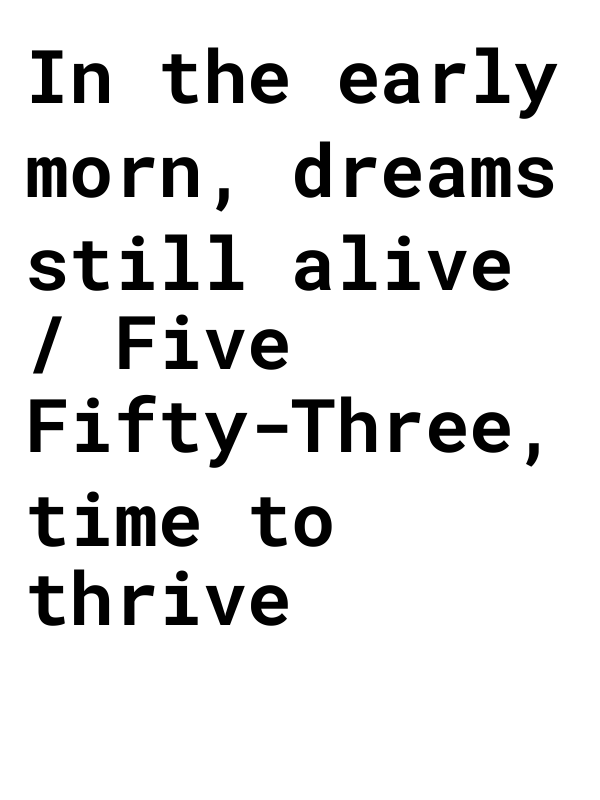 In the early
morn, dreams
still alive
/ Five
Fifty-Three,
time to
thrive